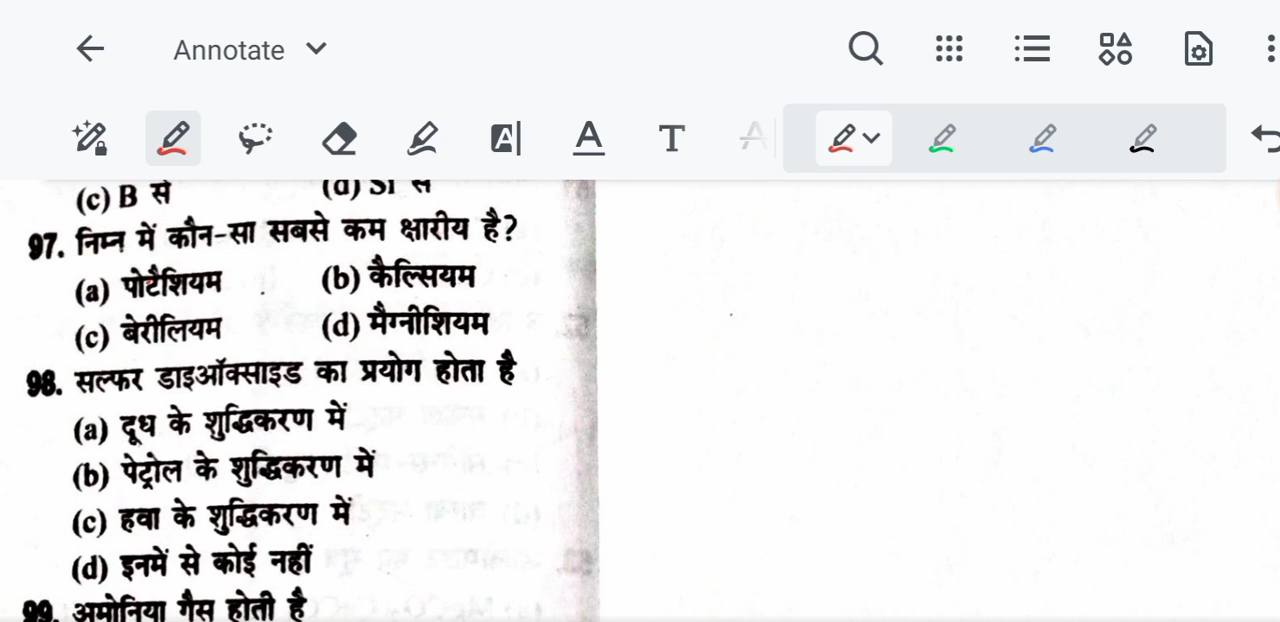 Annotate
A
A
T
A
(c) B से
(d) Si से
97. निम्न में कौन-सा सबसे कम क्षारीय है?
(a) पोटैशियम
(b) कैल्सियम
(c) बेरीलियम
(d) मैग्नीशियम
98. सल्फर डाइऑक्साइड का प्रयोग होता है
(a) दूध के शुद्धिकरण में
(b) पेट्रोल के शुद्धिकरण में
(c) हवा के शुद्धिकरण में
(d) इनमें से कोई नहीं
99. अमोनिया गैस होती है